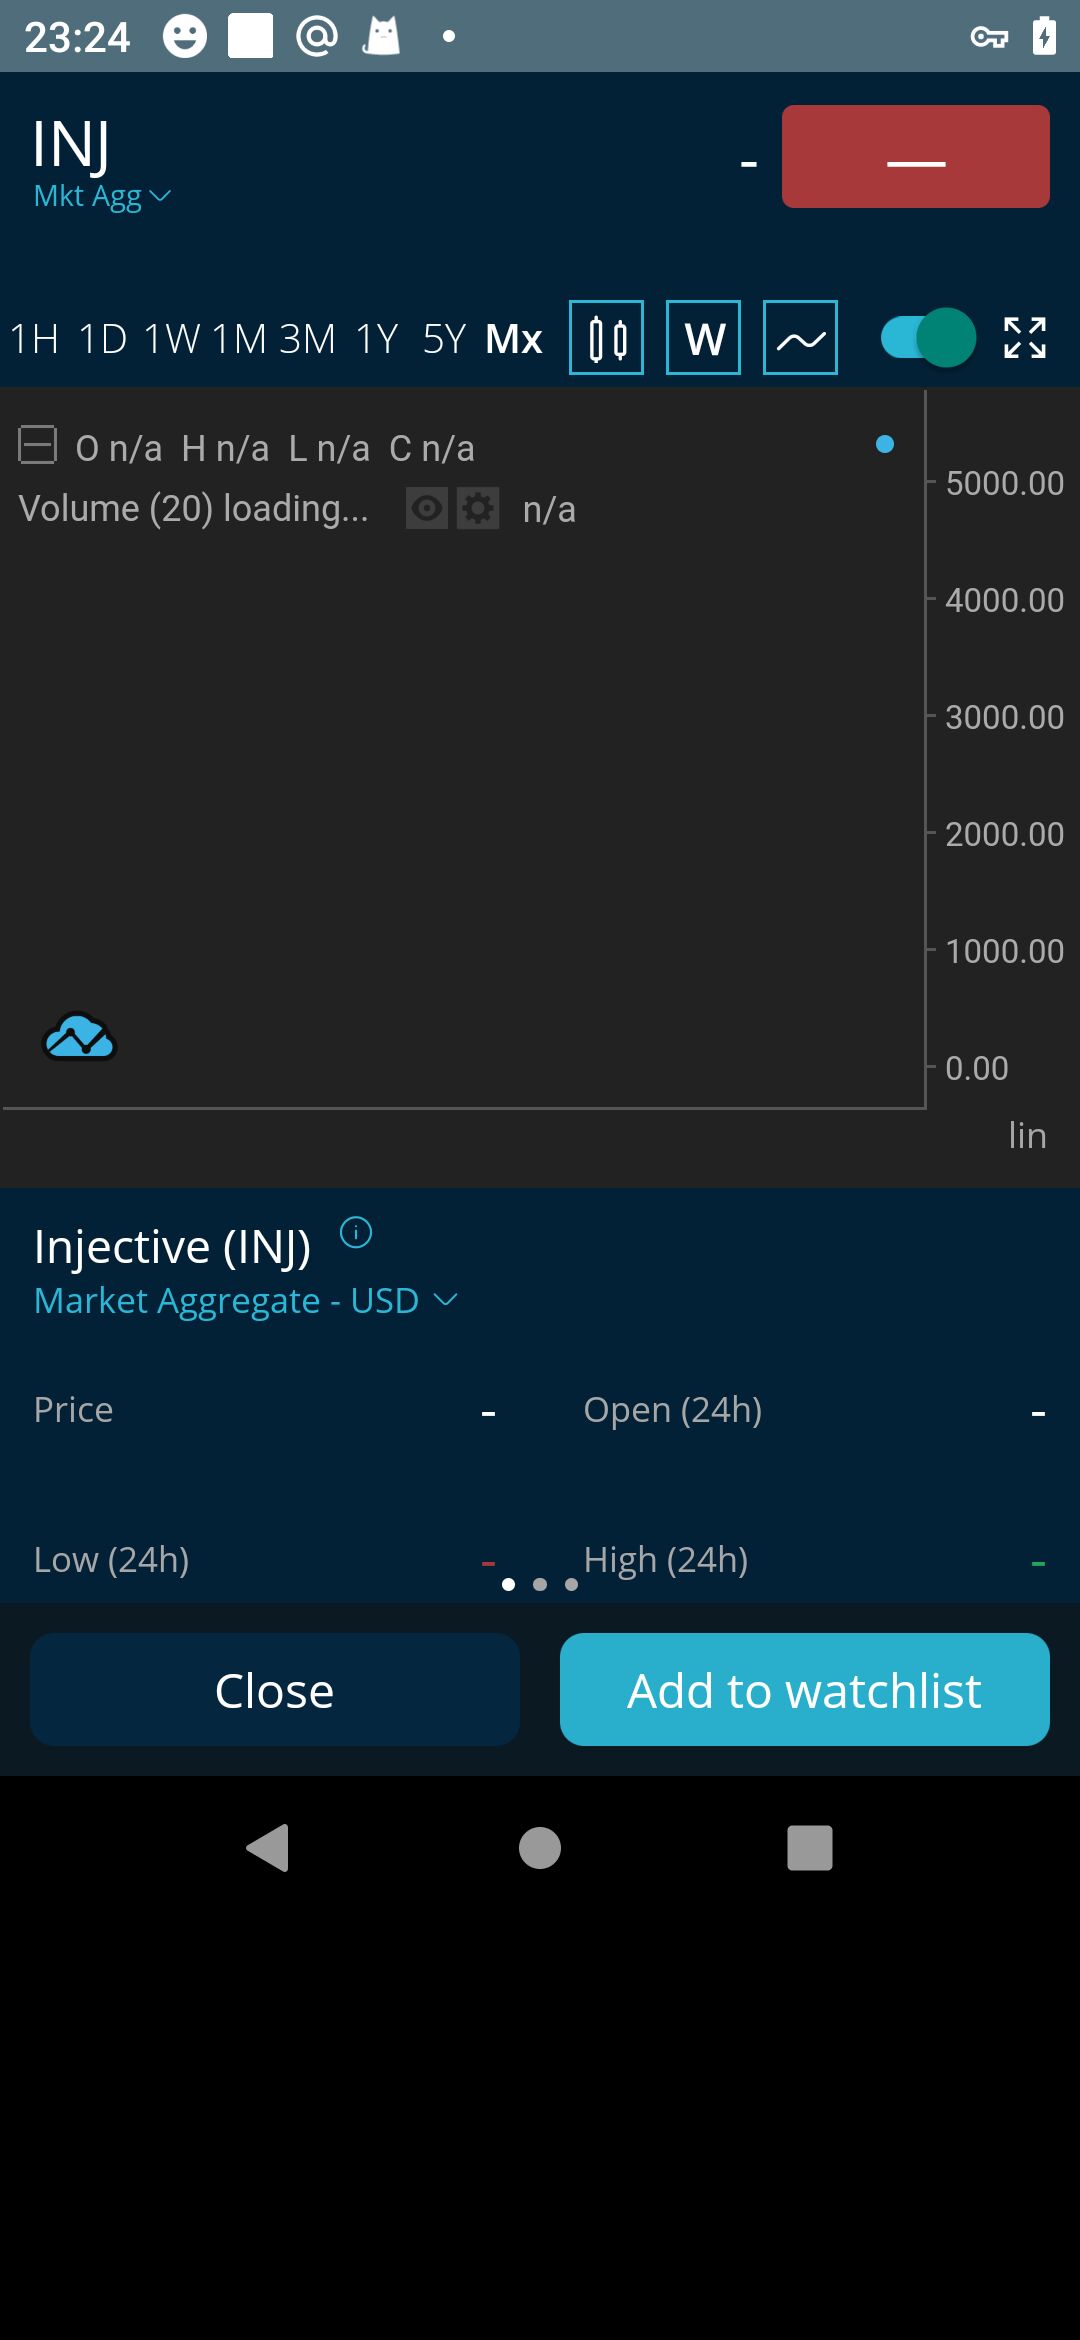 23:24
INJ
Mkt Agg
-
—
1H 1D 1W 1M 3M 1Y 5Y Mx W
O n/a H n/a L n/a C n/a
Volume (20) loading... n/a
5000.00
4000.00
3000.00
2000.00
1000.00
0.00
lin
Injective (INJ)
Market Aggregate - USD
Price - Open (24h) -
Low (24h) - High (24h) -
Close Add to watchlist